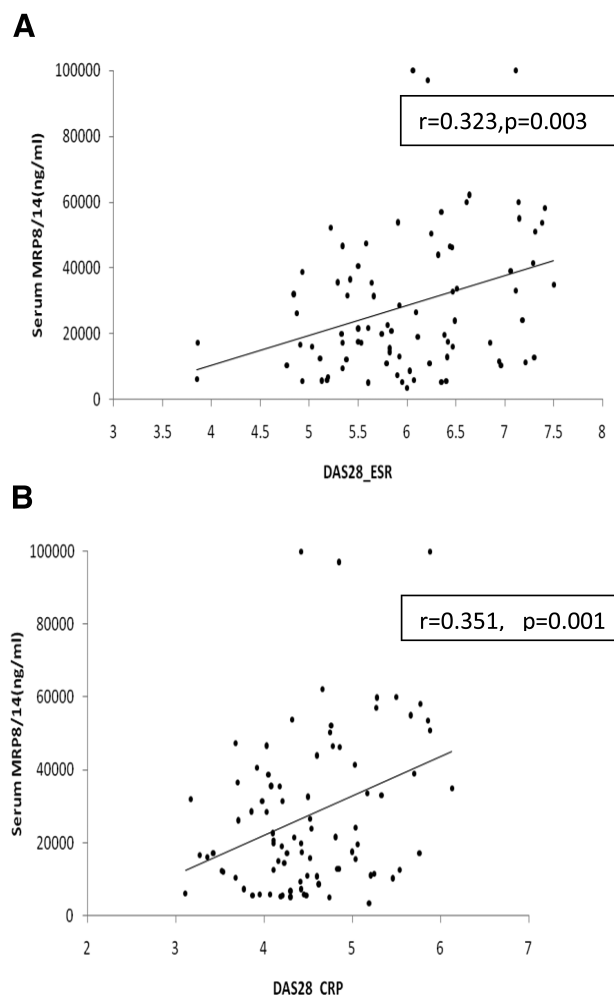 A
100000
r=0.323,p=0.003
80000
60000
40000
20000
0
Serum MRP8/14(ng/ml)
3 3.5 4 4.5 5 5.5 6 6.5 7 7.5 8
DAS28_ESR
B
100000
r=0.351, p=0.001
80000
60000
40000
20000
0
Serum MRP8/14(ng/ml)
2 3 4 5 6 7
DAS28_CRP